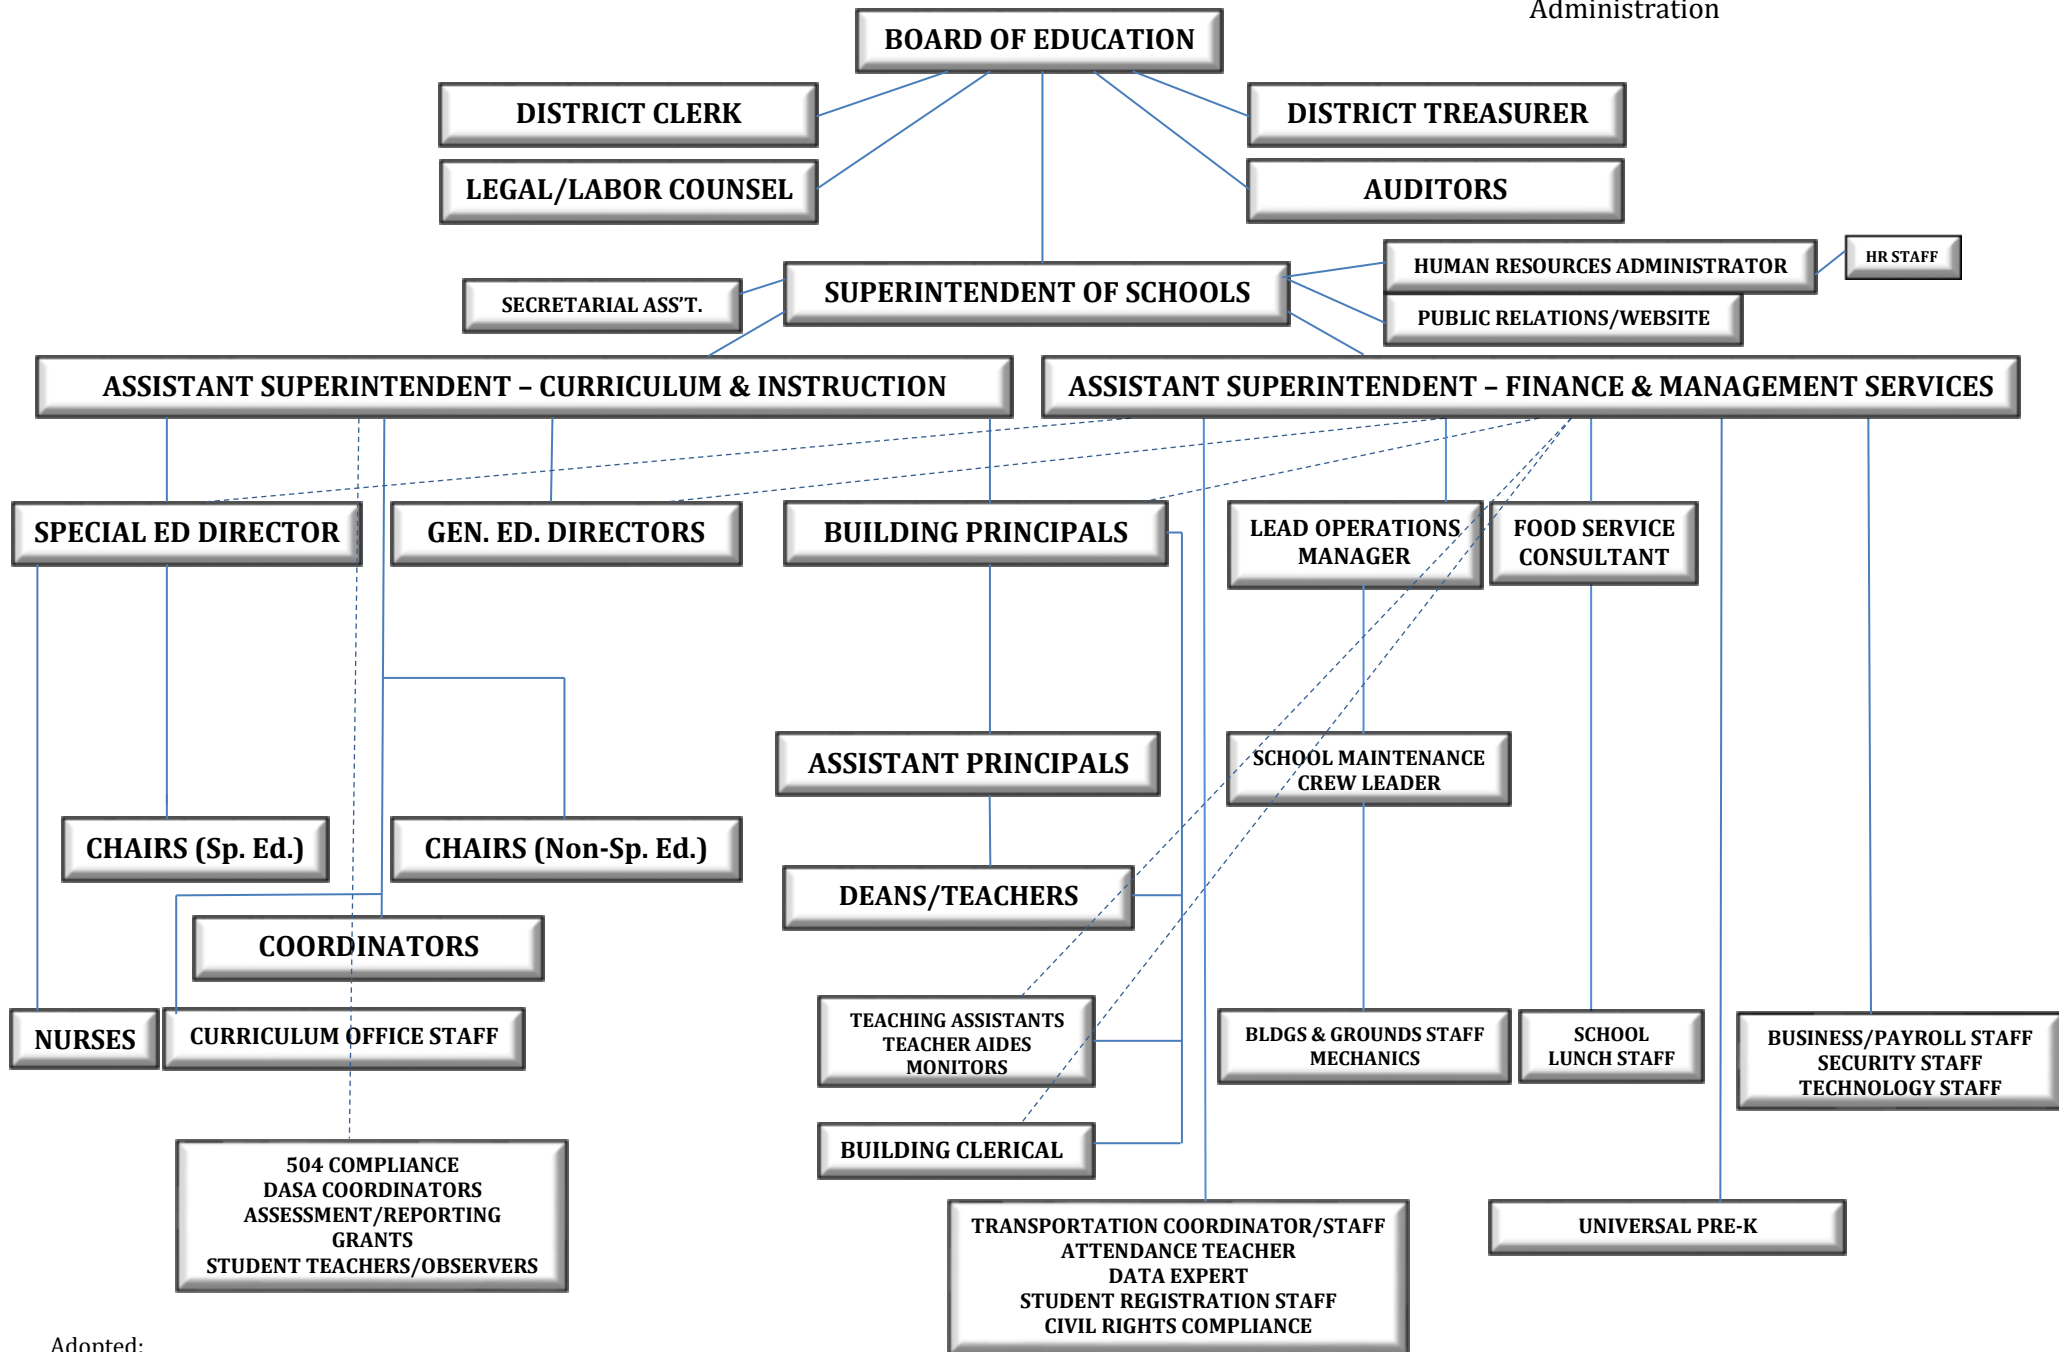 Administration
BOARD OF EDUCATION
DISTRICT CLERK
DISTRICT TREASURER
LEGAL/LABOR COUNSEL
AUDITORS
HUMAN RESOURCES ADMINISTRATOR
HR STAFF
SUPERINTENDENT OF SCHOOLS
SECRETARIAL ASS'T.
PUBLIC RELATIONS/WEBSITE
ASSISTANT SUPERINTENDENT – CURRICULUM & INSTRUCTION
ASSISTANT SUPERINTENDENT – FINANCE & MANAGEMENT SERVICES
SPECIAL ED DIRECTOR
GEN. ED. DIRECTORS
BUILDING PRINCIPALS
LEAD OPERATIONS
MANAGER
FOOD SERVICE
CONSULTANT
ASSISTANT PRINCIPALS
SCHOOL MAINTENANCE
CREW LEADER
CHAIRS (Sp. Ed.)
CHAIRS (Non-Sp. Ed.)
DEANS/TEACHERS
COORDINATORS
NURSES
CURRICULUM OFFICE STAFF
TEACHING ASSISTANTS
TEACHER AIDES
MONITORS
BLDGS & GROUNDS STAFF
MECHANICS
SCHOOL
LUNCH STAFF
BUSINESS/PAYROLL STAFF
SECURITY STAFF
TECHNOLOGY STAFF
BUILDING CLERICAL
504 COMPLIANCE
DASA COORDINATORS
ASSESSMENT/REPORTING
GRANTS
STUDENT TEACHERS/OBSERVERS
TRANSPORTATION COORDINATOR/STAFF
ATTENDANCE TEACHER
DATA EXPERT
STUDENT REGISTRATION STAFF
CIVIL RIGHTS COMPLIANCE
UNIVERSAL PRE-K
Adopted: